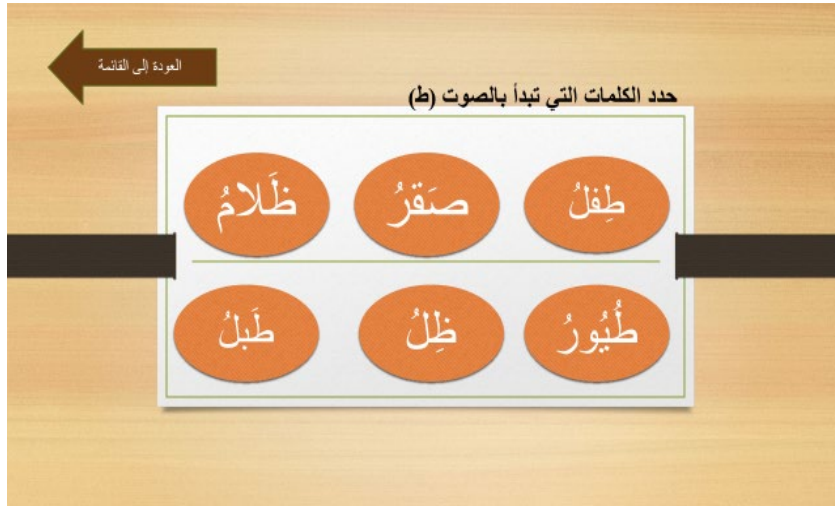 العودة إلى القائمة
حدد الكلمات التي تبدأ بالصوت (ط)
طِفلُ صَقرُ ظَلامُ
طُيُورُ ظِلُ طَبلُ